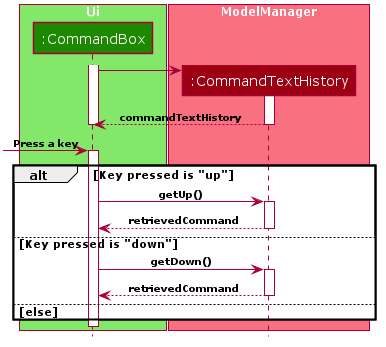 Ui
ModelManager
:CommandBox
:CommandTextHistory
commandTextHistory
Press a key
alt
[Key pressed is "up"]
getUp()
retrievedCommand
[Key pressed is "down"]
getDown()
retrievedCommand
[else]